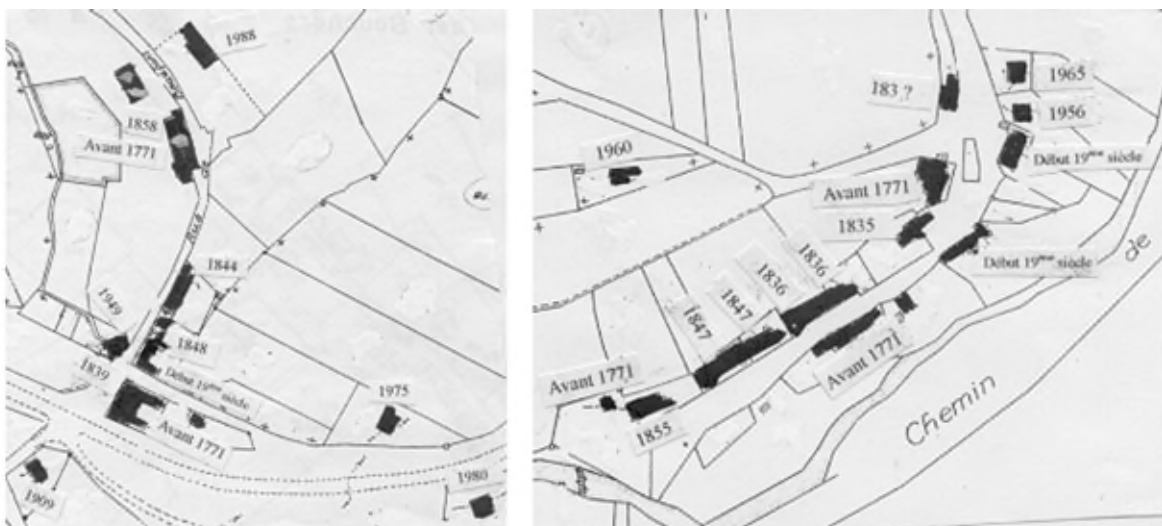 1988
1858
Avant 1771
Rue
1844
1949
1848
1839
Début 19ème siècle
1975
Avant 1771
1980
1909
1965
183 ?
1956
1960
Début 19ème siècle
Avant 1771
1835
1836
1836
Début 19ème siècle
1847
1847
de
Avant 1771
Avant 1771
Chemin
1855